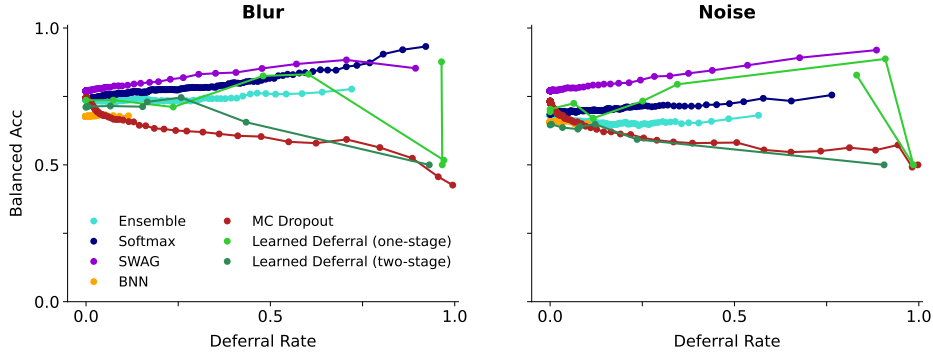 Blur
Noise
1.0
0.5
0.0
Balanced Acc
Ensemble
Softmax
SWAG
BNN
MC Dropout
Learned Deferral (one-stage)
Learned Deferral (two-stage)
0.0
0.5
1.0
Deferral Rate
0.0
0.5
1.0
Deferral Rate